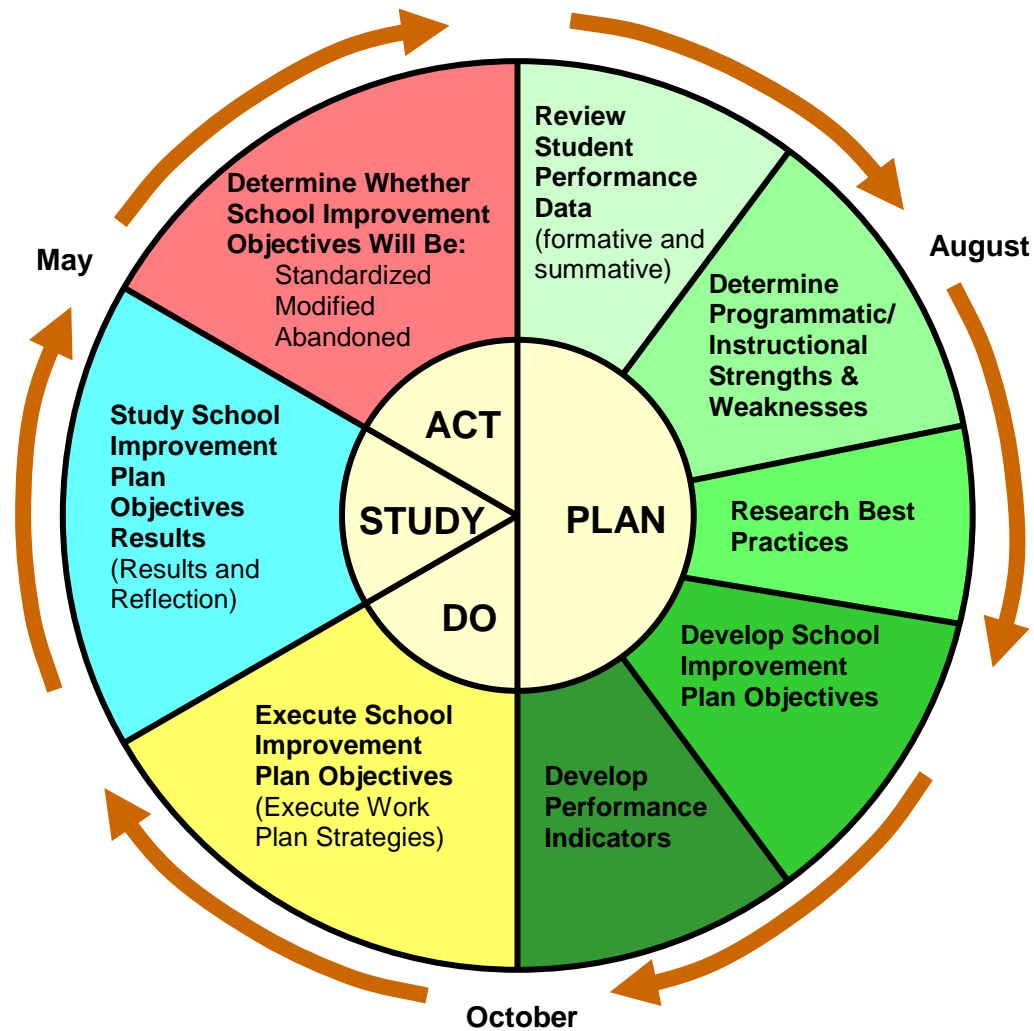 Review
Student
Performance
Data
(formative and
summative)
August
Determine
Programmatic/
Instructional
Strengths &
Weaknesses
Research Best
Practices
Develop School
Improvement
Plan Objectives
Develop
Performance
Indicators
October
Execute School
Improvement
Plan Objectives
(Execute Work
Plan Strategies)
Study School
Improvement
Plan
Objectives
Results
(Results and
Reflection)
May
Determine Whether
School Improvement
Objectives Will Be:
Standardized
Modified
Abandoned
PLAN
DO
STUDY
ACT